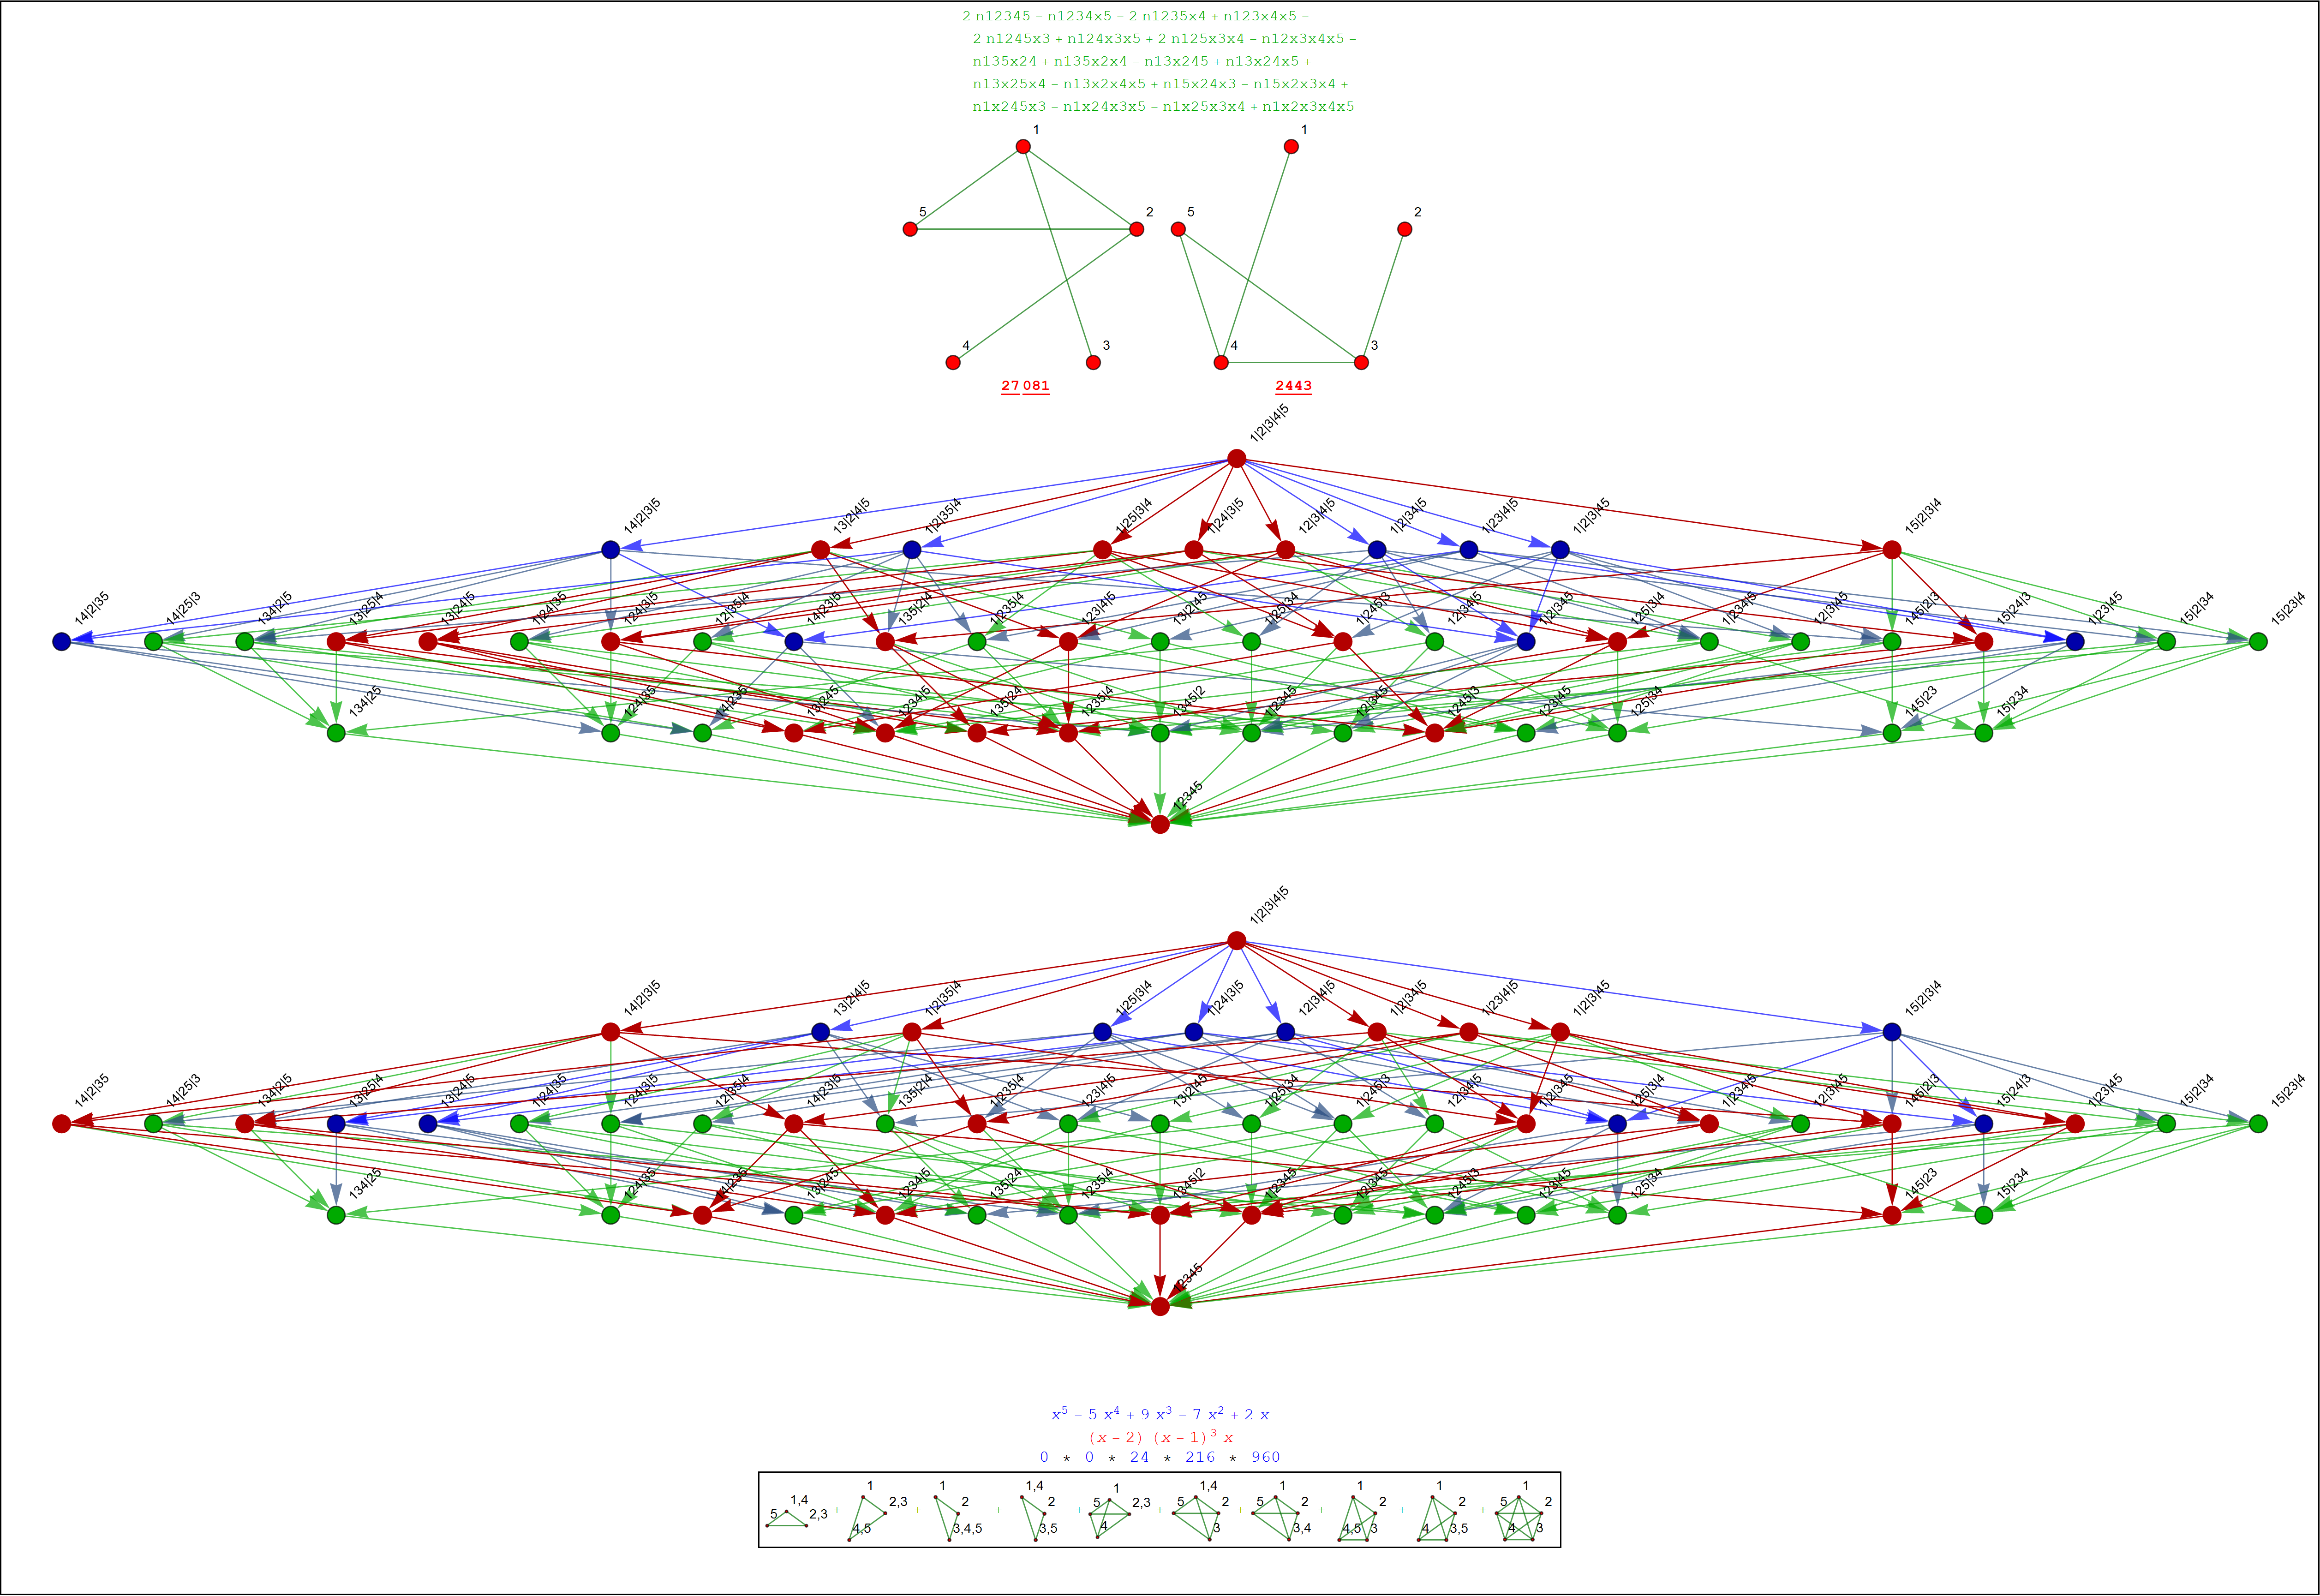 2 n12345 − n1234x5 − 2 n1235x4 + n123x4x5 −
2 n1245x3 + n124x3x5 + 2 n125x3x4 − n12x3x4x5 −
n135x24 + n135x2x4 − n13x245 + n13x24x5 +
n13x25x4 − n13x2x4x5 + n15x24x3 − n15x2x3x4 +
n1x245x3 − n1x24x3x5 − n1x25x3x4 + n1x2x3x4x5
1 1
5 2 5 2
4 3 4 3
27 081 2443
1|2|3|4|5
14|2|3|5 13|2|4|5 1|2|35|4 1|25|3|4 1|24|3|5 12|3|4|5 1|2|34|5 1|23|4|5 1|2|3|45 15|2|3|4
14|2|35 14|25|3 134|2|5 13|25|4 13|24|5 1|24|35 124|3|5 12|35|4 14|23|5 135|2|4 1|235|4 123|4|5 13|2|45 1|25|34 1|245|3 12|34|5 1|2|345 125|3|4 1|234|5 12|3|45 145|2|3 15|24|3 1|23|45 15|2|34 15|23|4
134|25 124|35 14|235 13|245 1234|5 135|24 1235|4 1345|2 1|2345 12|345 1245|3 123|45 125|34 145|23 15|234
12345
1|2|3|4|5
14|2|3|5 13|2|4|5 1|2|35|4 1|25|3|4 1|24|3|5 12|3|4|5 1|2|34|5 1|23|4|5 1|2|3|45 15|2|3|4
14|2|35 14|25|3 134|2|5 13|25|4 13|24|5 1|24|35 124|3|5 12|35|4 14|23|5 135|2|4 1|235|4 123|4|5 13|2|45 1|25|34 1|245|3 12|34|5 1|2|345 125|3|4 1|234|5 12|3|45 145|2|3 15|24|3 1|23|45 15|2|34 15|23|4
134|25 124|35 14|235 13|245 1234|5 135|24 1235|4 1345|2 1|2345 12|345 1245|3 123|45 125|34 145|23 15|234
12345
x⁵ − 5 x⁴ + 9 x³ − 7 x² + 2 x
(x − 2) (x − 1)³ x
0 * 0 * 24 * 216 * 960
5 1,4 2,3 + 1 2,3 4,5 + 1 2 3,4,5 + 1,4 2 3,5 + 5 1 2,3 4 + 5 1,4 2 3 + 5 1 2 3,4 + 1 2 4,5 3 + 1 2 4 3,5 + 5 1 2 4 3